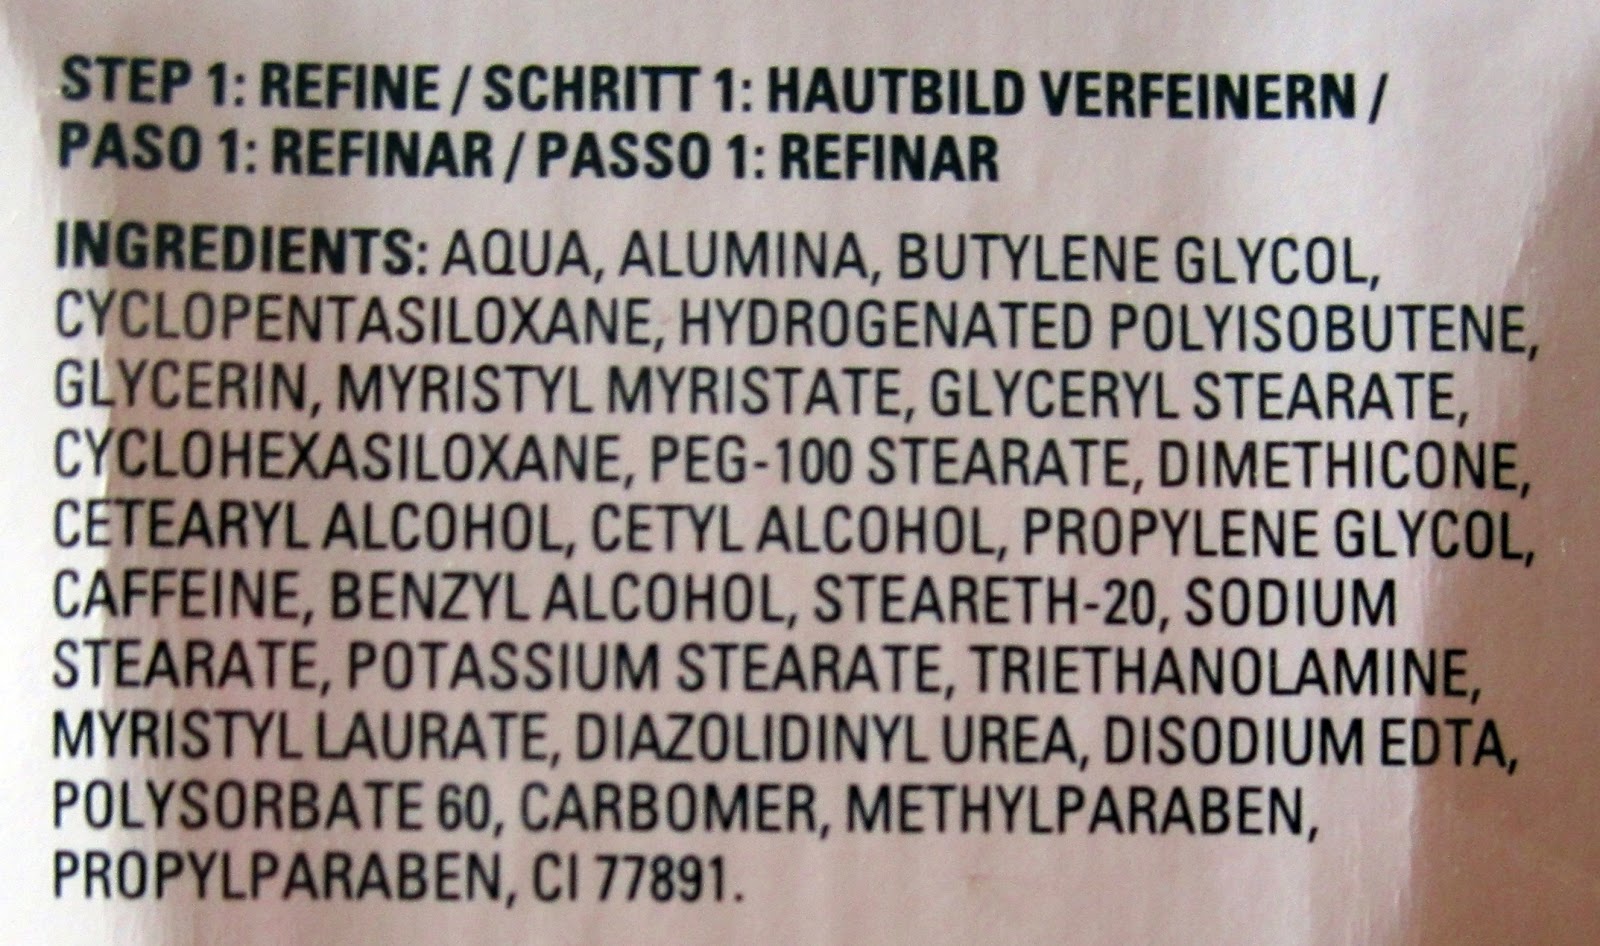 STEP 1: REFINE / SCHRITT 1: HAUTBILD VERFEINERN /
PASO 1: REFINAR / PASSO 1: REFINAR
INGREDIENTS: AQUA, ALUMINA, BUTYLENE GLYCOL,
CYCLOPENTASILOXANE, HYDROGENATED POLYISOBUTENE,
GLYCERIN, MYRISTYL MYRISTATE, GLYCERYL STEARATE,
CYCLOHEXASILOXANE, PEG-100 STEARATE, DIMETHICONE,
CETEARYL ALCOHOL, CETYL ALCOHOL, PROPYLENE GLYCOL,
CAFFEINE, BENZYL ALCOHOL, STEARETH-20, SODIUM
STEARATE, POTASSIUM STEARATE, TRIETHANOLAMINE,
MYRISTYL LAURATE, DIAZOLIDINYL UREA, DISODIUM EDTA,
POLYSORBATE 60, CARBOMER, METHYLPARABEN,
PROPYLPARABEN, CI 77891.